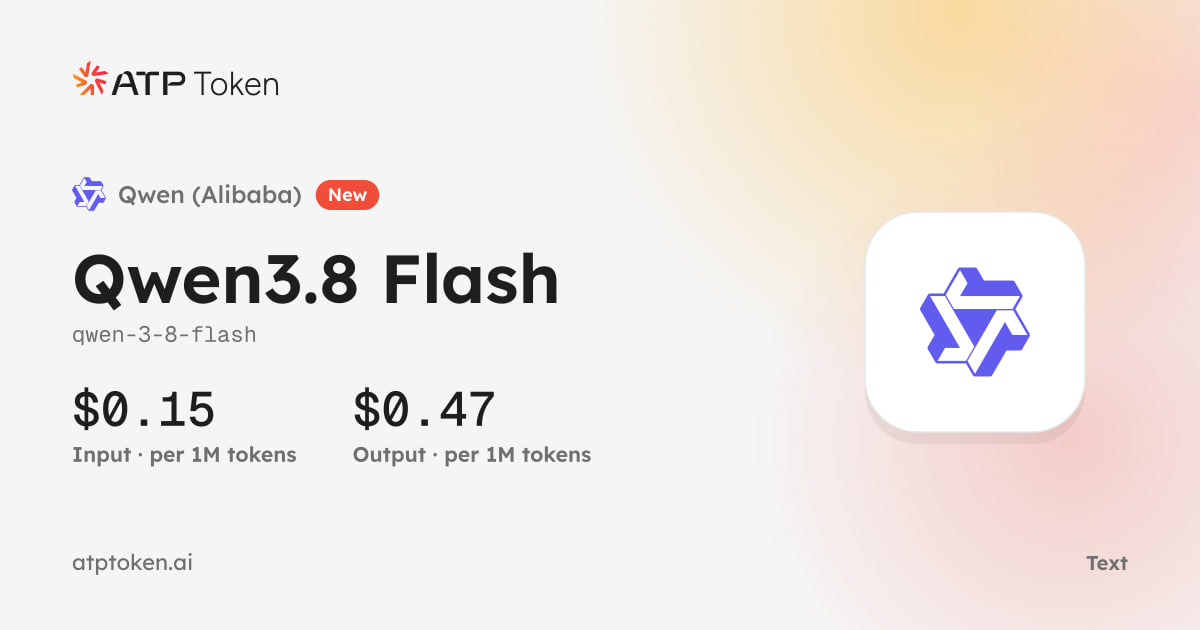 ATP Token
Qwen (Alibaba) New
Qwen3.8 Flash
qwen-3-8-flash
$0.15 $0.47
Input · per 1M tokens Output · per 1M tokens
atptoken.ai Text